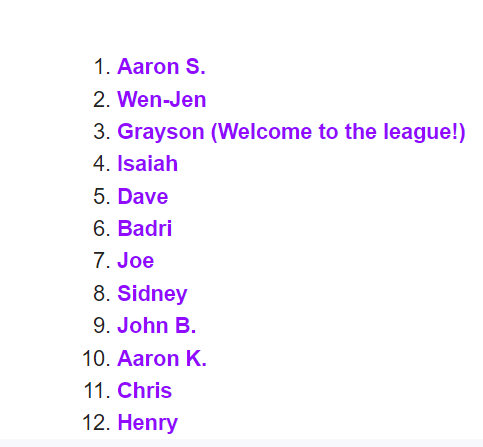 1. Aaron S.
2. Wen-Jen
3. Grayson (Welcome to the league!)
4. Isaiah
5. Dave
6. Badri
7. Joe
8. Sidney
9. John B.
10. Aaron K.
11. Chris
12. Henry